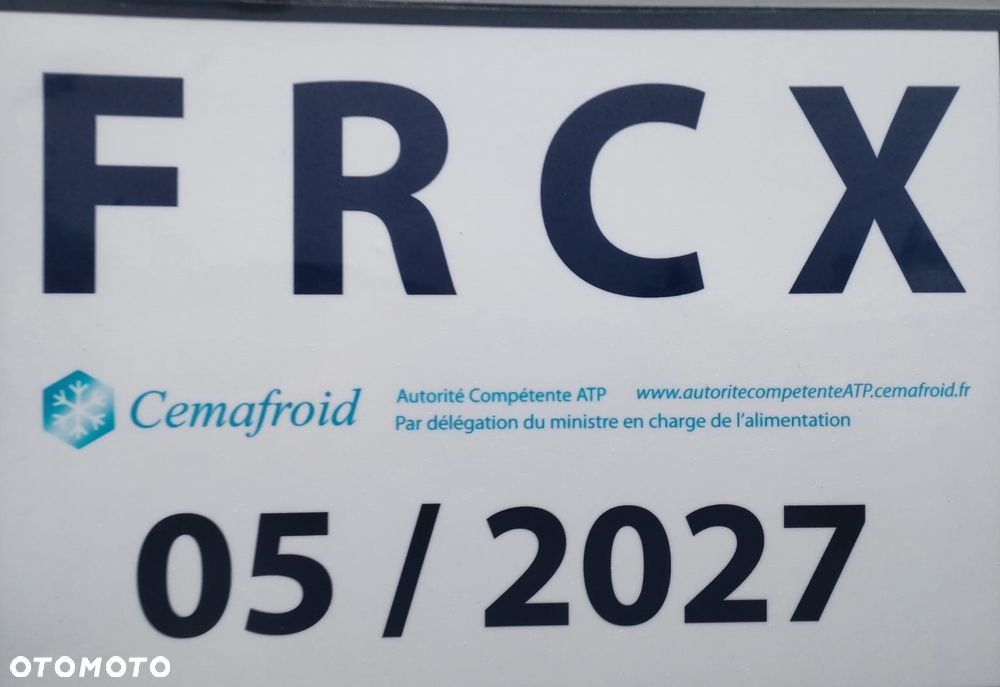 F R C X
Cemafroid
Autorité Compétente ATP www.autoritecompetenteATP.cemafroid.fr
Par délégation du ministre en charge de l'alimentation
05 / 2027
OTOMOTO